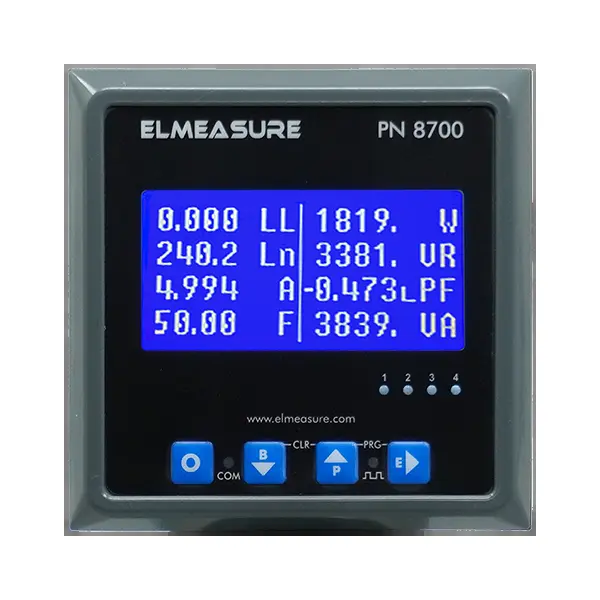 ELMEASURE PN 8700
0.000 LL 1819. W
240.2 Ln 3381. VR
4.994 A -0.473LPF
50.00 F 3839. VA
1 2 3 4
www.elmeasure.com
B CLR P PRG E
COM